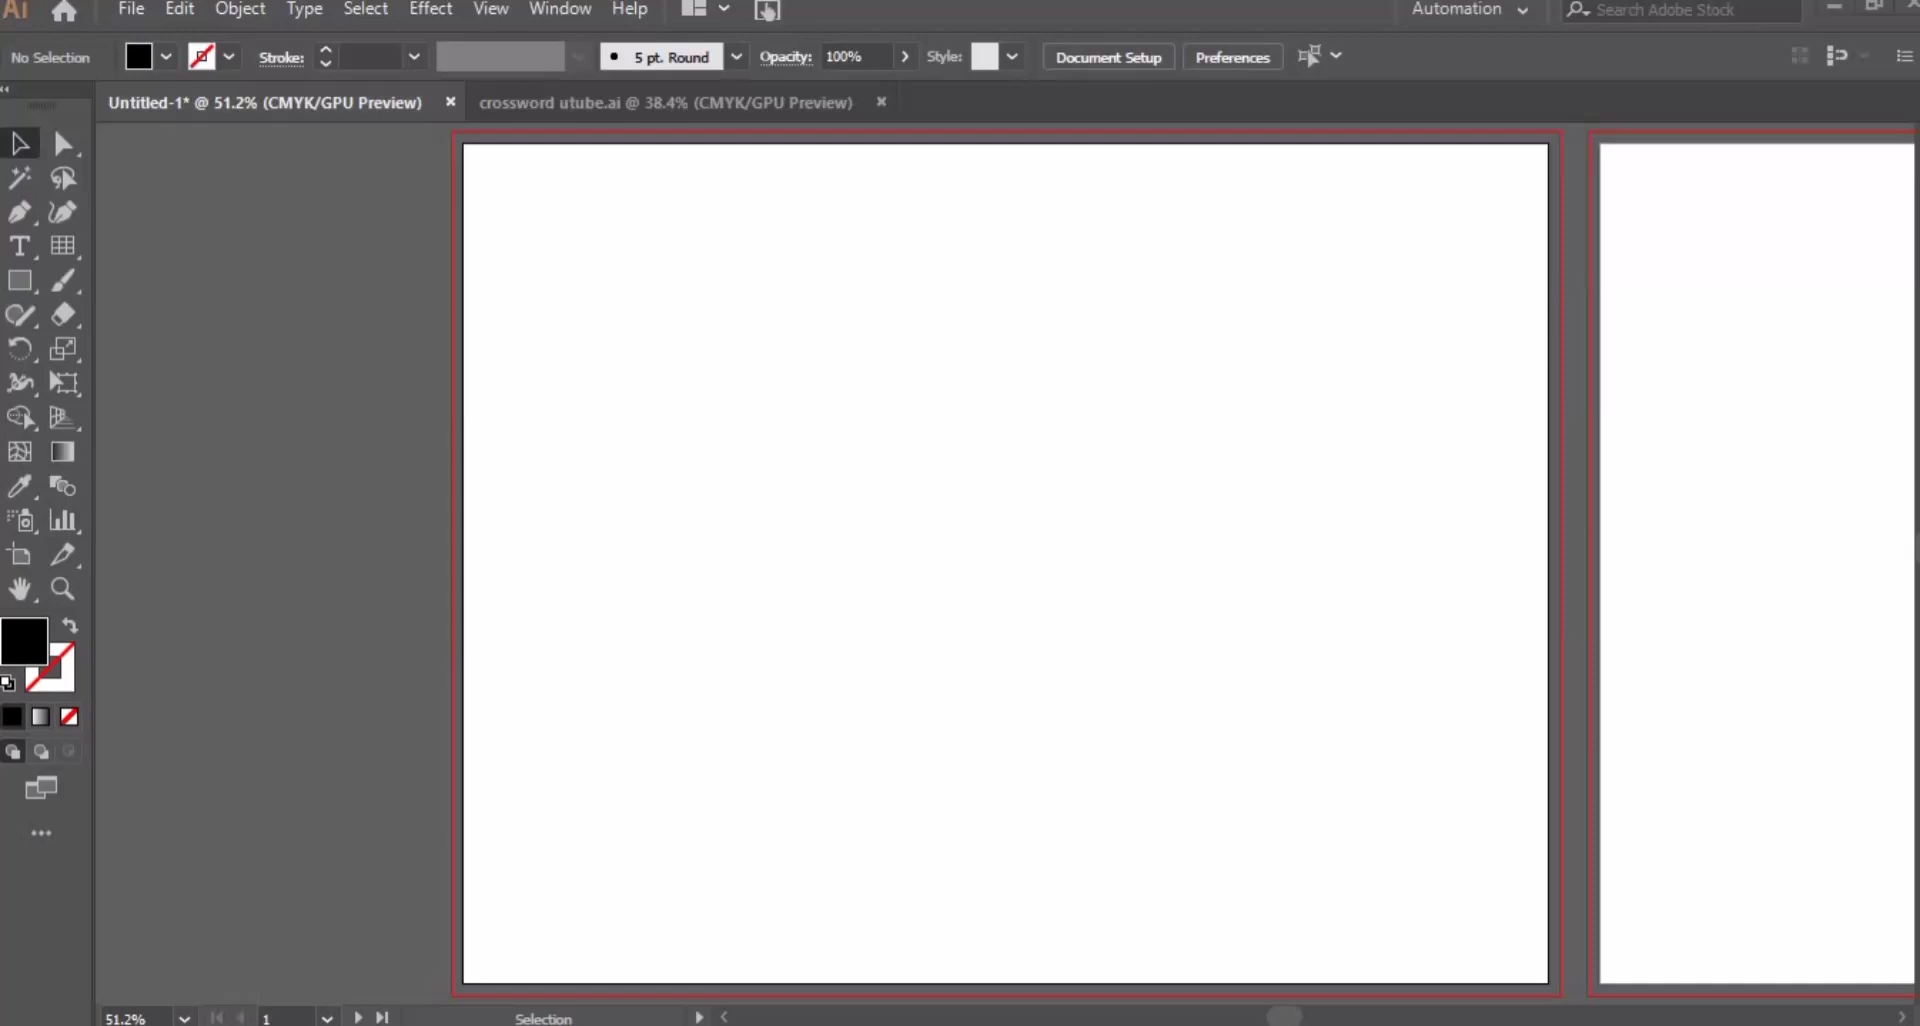 Ai File Edit Object Type Select Effect View Window Help Automation Search Adobe Stock
No Selection Stroke: 5 pt. Round Opacity: 100% Style: Document Setup Preferences
Untitled-1* @ 51.2% (CMYK/GPU Preview) × crossword utube.ai @ 38.4% (CMYK/GPU Preview) ×
51.2% 1 Selection